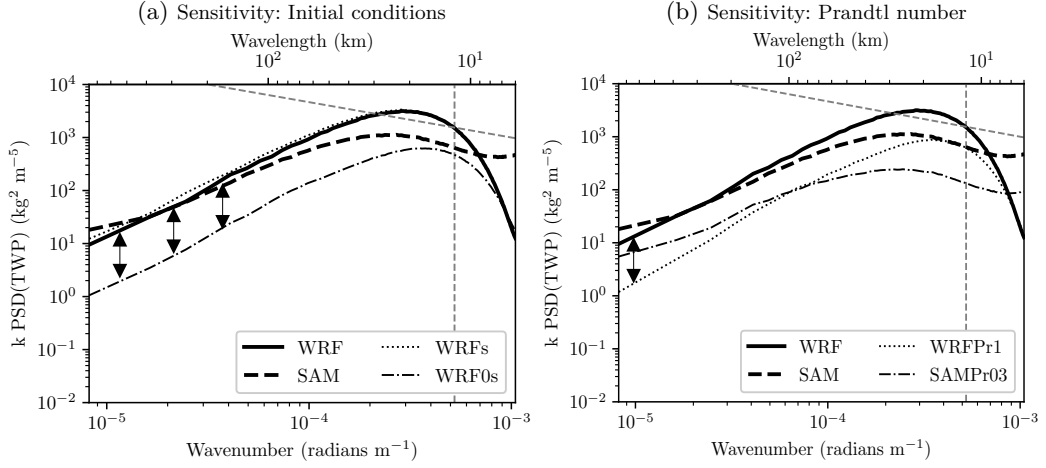 (a) Sensitivity: Initial conditions
Wavelength (km)
10²
10¹
10⁴
10³
10²
10¹
10⁰
10⁻¹
10⁻²
k PSD(TWP) (kg² m⁻⁵)
WRF
SAM
WRFs
WRF0s
10⁻⁵
10⁻⁴
10⁻³
Wavenumber (radians m⁻¹)
(b) Sensitivity: Prandtl number
Wavelength (km)
10²
10¹
10⁴
10³
10²
10¹
10⁰
10⁻¹
10⁻²
k PSD(TWP) (kg² m⁻⁵)
WRF
SAM
WRFPr1
SAMPr03
10⁻⁵
10⁻⁴
10⁻³
Wavenumber (radians m⁻¹)